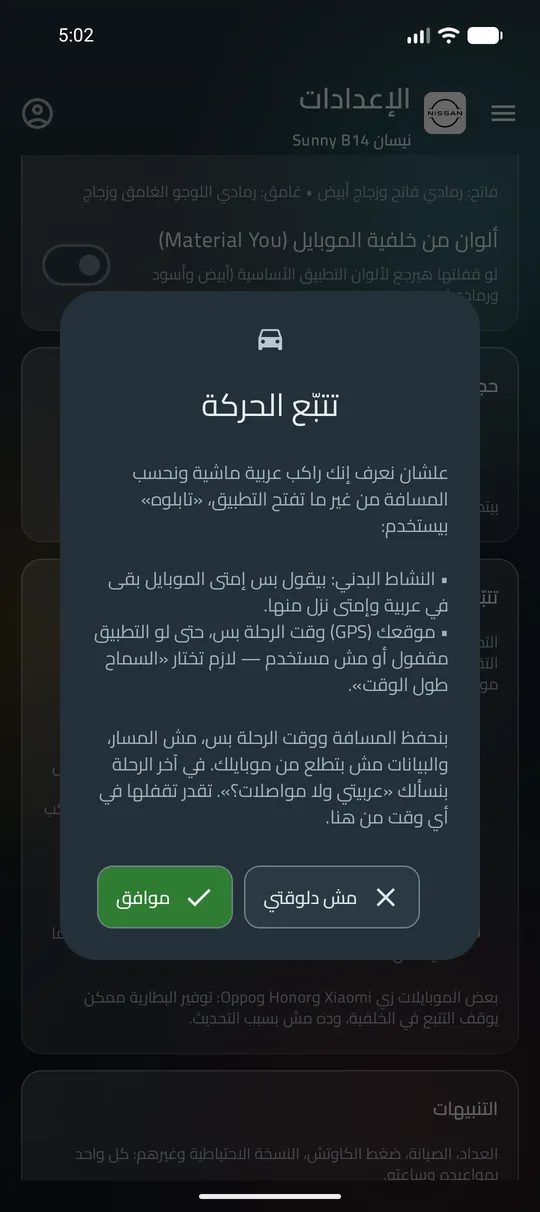 5:02
الإعدادات
NISSAN
نيسان Sunny B14
فاتح: رمادي فاتح وزجاج أبيض • غامق: رمادي اللوجو الغامق وزجاج
ألوان من خلفية الموبايل (Material You)
لو قفلتها هيرجع لألوان التطبيق الأساسية (أبيض وأسود
تتبّع الحركة
علشان نعرف إنك راكب عربية ماشية ونحسب
المسافة من غير ما تفتح التطبيق، «تابلوه»
بيستخدم:
• النشاط البدني: بيقول بس إمتى الموبايل بقى
في عربية وإمتى نزل منها.
• موقعك (GPS) وقت الرحلة بس، حتى لو التطبيق
مقفول أو مش مستخدم — لازم تختار «السماح
طول الوقت».
بنحفظ المسافة ووقت الرحلة بس، مش المسار،
والبيانات مش بتطلع من موبايلك. في آخر الرحلة
بنسألك «عربيتي ولا مواصلات؟». تقدر تقفلها في
أي وقت من هنا.
مش دلوقتي
موافق
بعض الموبايلات زي Xiaomi وHonor وOppo: توفير البطارية ممكن
يوقف التتبع في الخلفية، وده مش بسبب التحديث.
التنبيهات
العداد، الصيانة، ضغط الكاوتش، النسخة الاحتياطية وغيرهم: كل واحد
بمواعيده وساعته.